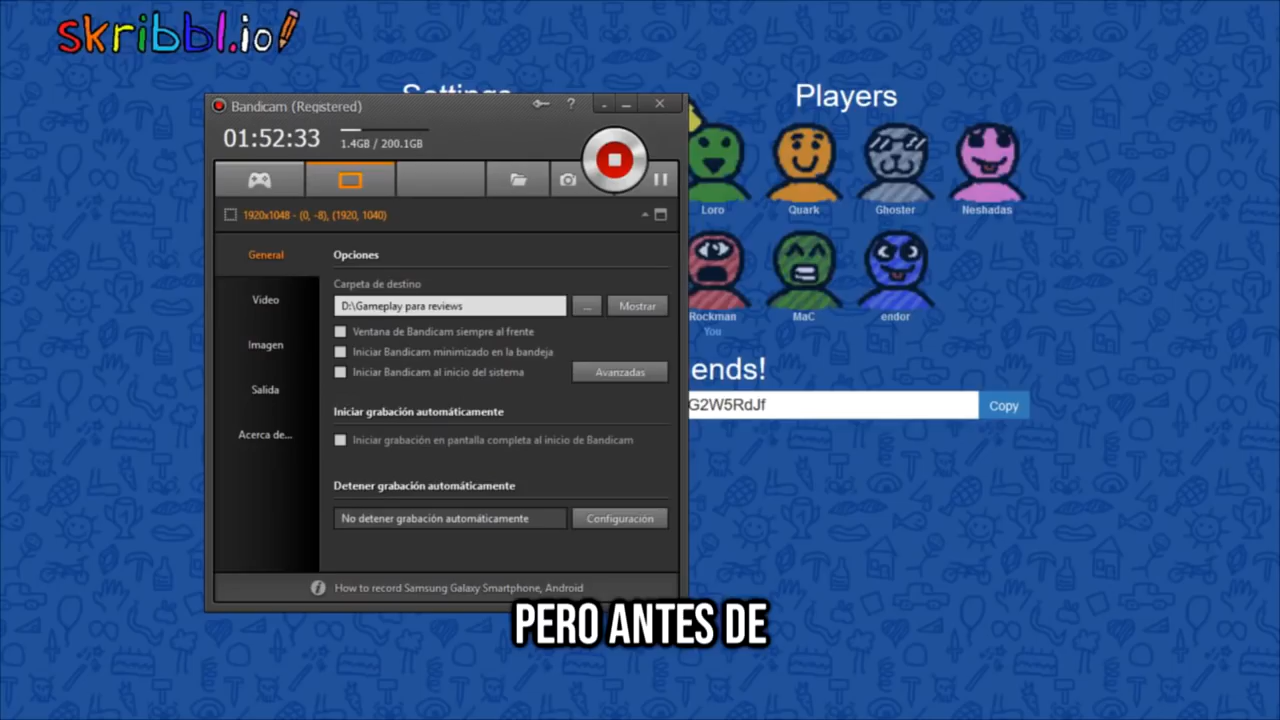 skribbl.io
Settings
Players
Bandicam (Registered)
?
01:52:33
1.4GB / 200.1GB
1920x1048 - (0, -8), (1920, 1040)
General
Video
Imagen
Salida
Acerca de...
Opciones
Carpeta de destino
D:\Gameplay para reviews
...
Mostrar
Ventana de Bandicam siempre al frente
Iniciar Bandicam minimizado en la bandeja
Iniciar Bandicam al inicio del sistema
Avanzadas
Iniciar grabación automáticamente
Iniciar grabación en pantalla completa al inicio de Bandicam
Detener grabación automáticamente
No detener grabación automáticamente
Configuración
How to record Samsung Galaxy Smartphone, Android
Loro
Quark
Ghoster
Neshadas
Rockman
You
MaC
endor
ends!
G2W5RdJf
Copy
PERO ANTES DE